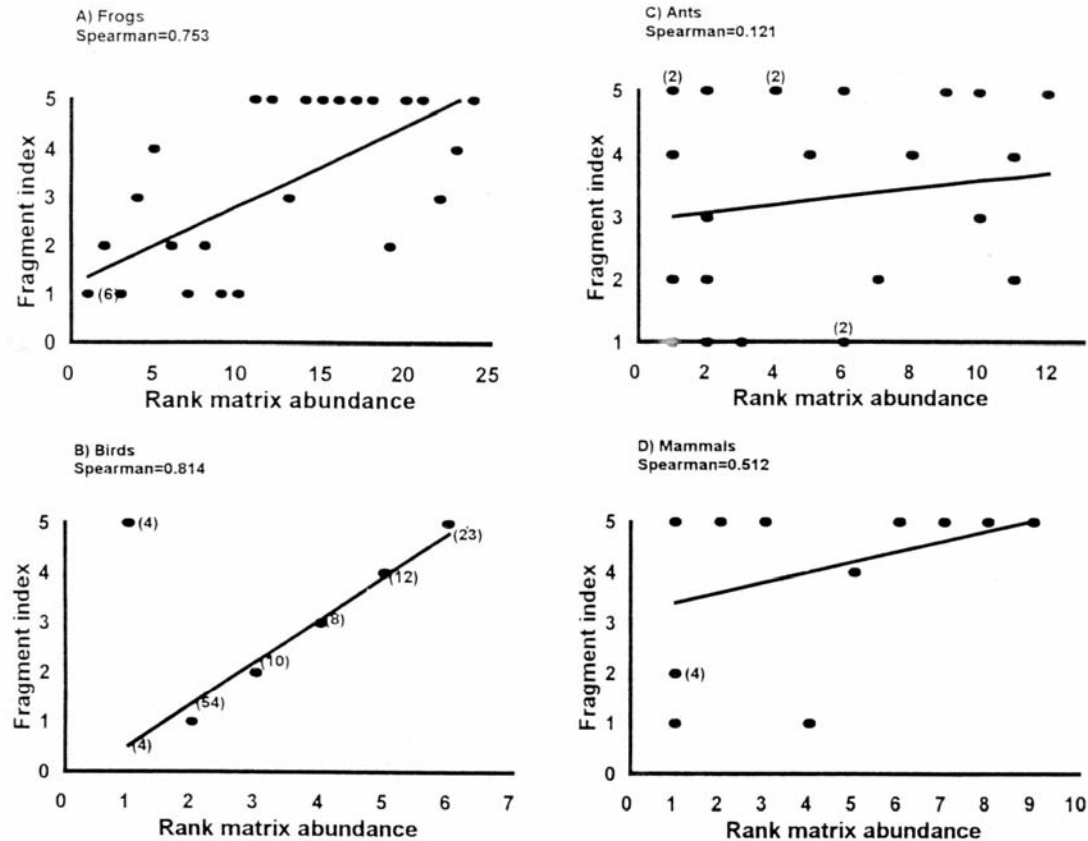 A) Frogs
Spearman=0.753
Fragment index
5
4
3
2
1
0
(6)
0 5 10 15 20 25
Rank matrix abundance
C) Ants
Spearman=0.121
Fragment index
5
4
3
2
1
(2) (2)
(2)
0 2 4 6 8 10 12
Rank matrix abundance
B) Birds
Spearman=0.814
Fragment index
5
4
3
2
1
0
(4)
(23)
(12)
(8)
(10)
(54)
(4)
0 1 2 3 4 5 6 7
Rank matrix abundance
D) Mammals
Spearman=0.512
Fragment index
5
4
3
2
1
0
(4)
0 1 2 3 4 5 6 7 8 9 10
Rank matrix abundance